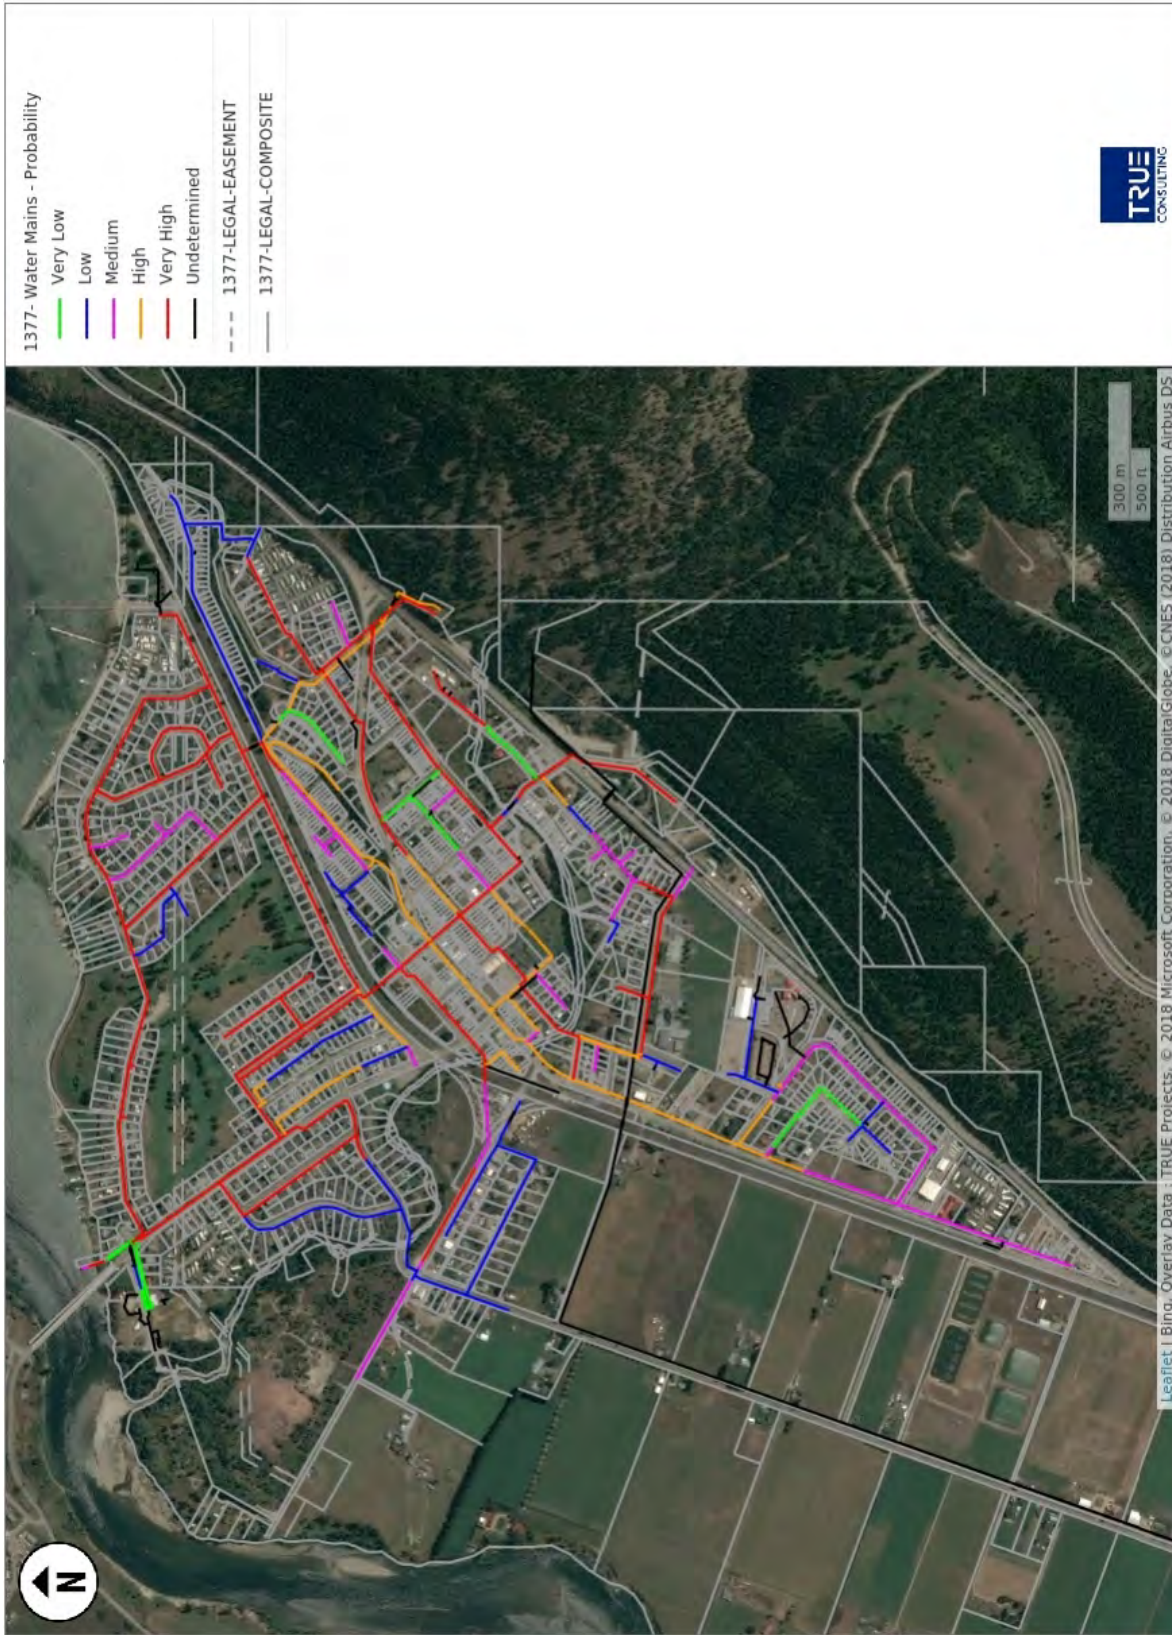 1377- Water Mains - Probability
Very Low
Low
Medium
High
Very High
Undetermined
1377-LEGAL-EASEMENT
1377-LEGAL-COMPOSITE
N
300 m
500 ft
TRUE
CONSULTING
Leaflet | Bing, Overlay Data : TRUE Projects, © 2018 Microsoft Corporation, © 2018 DigitalGlobe, ©CNES (2018) Distribution Airbus DS